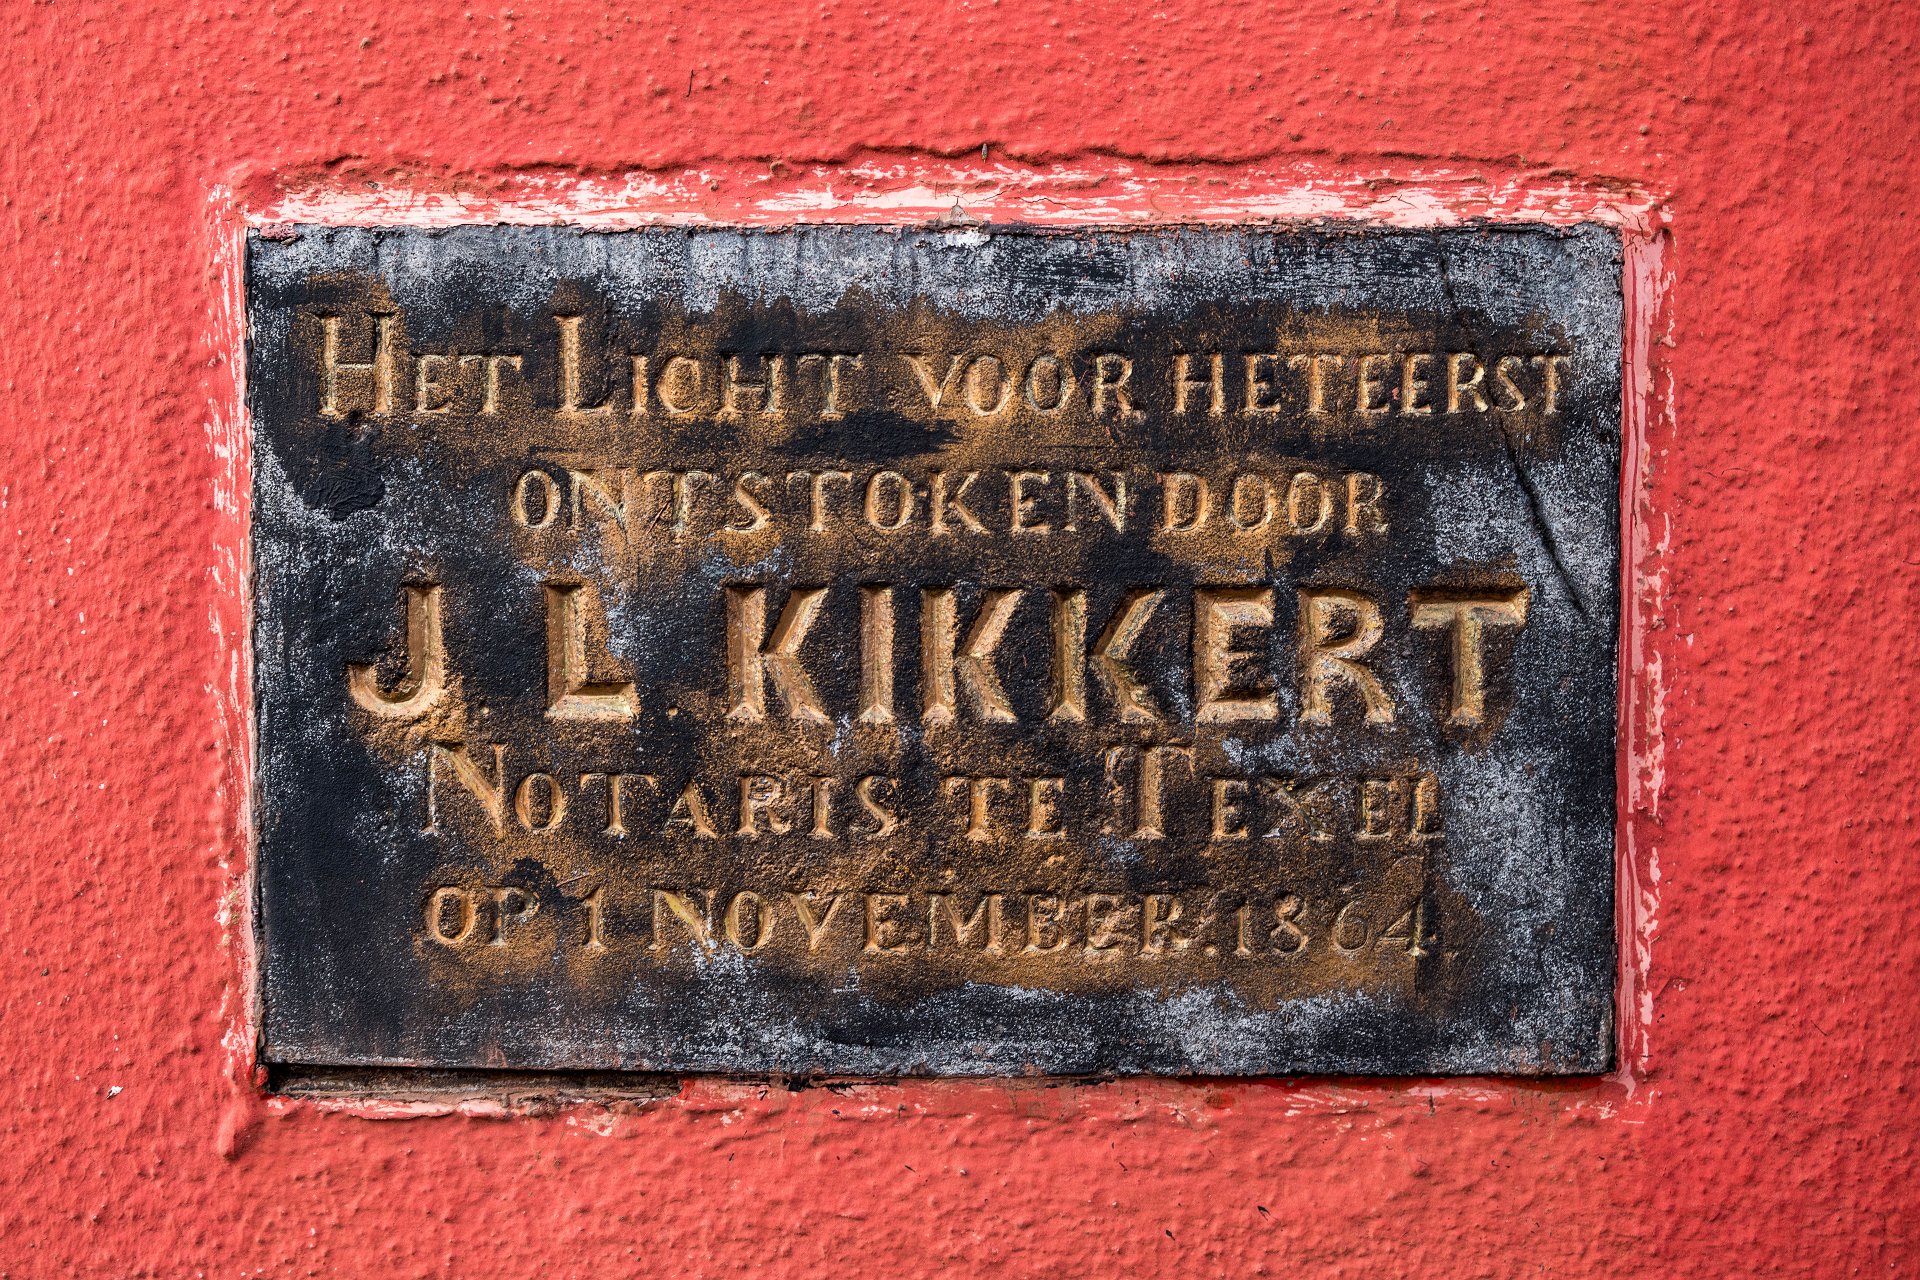 Het Licht voor het eerst
ontstoken door
J. L. KIKKERT
Notaris te Texel
op 1 november. 1864.